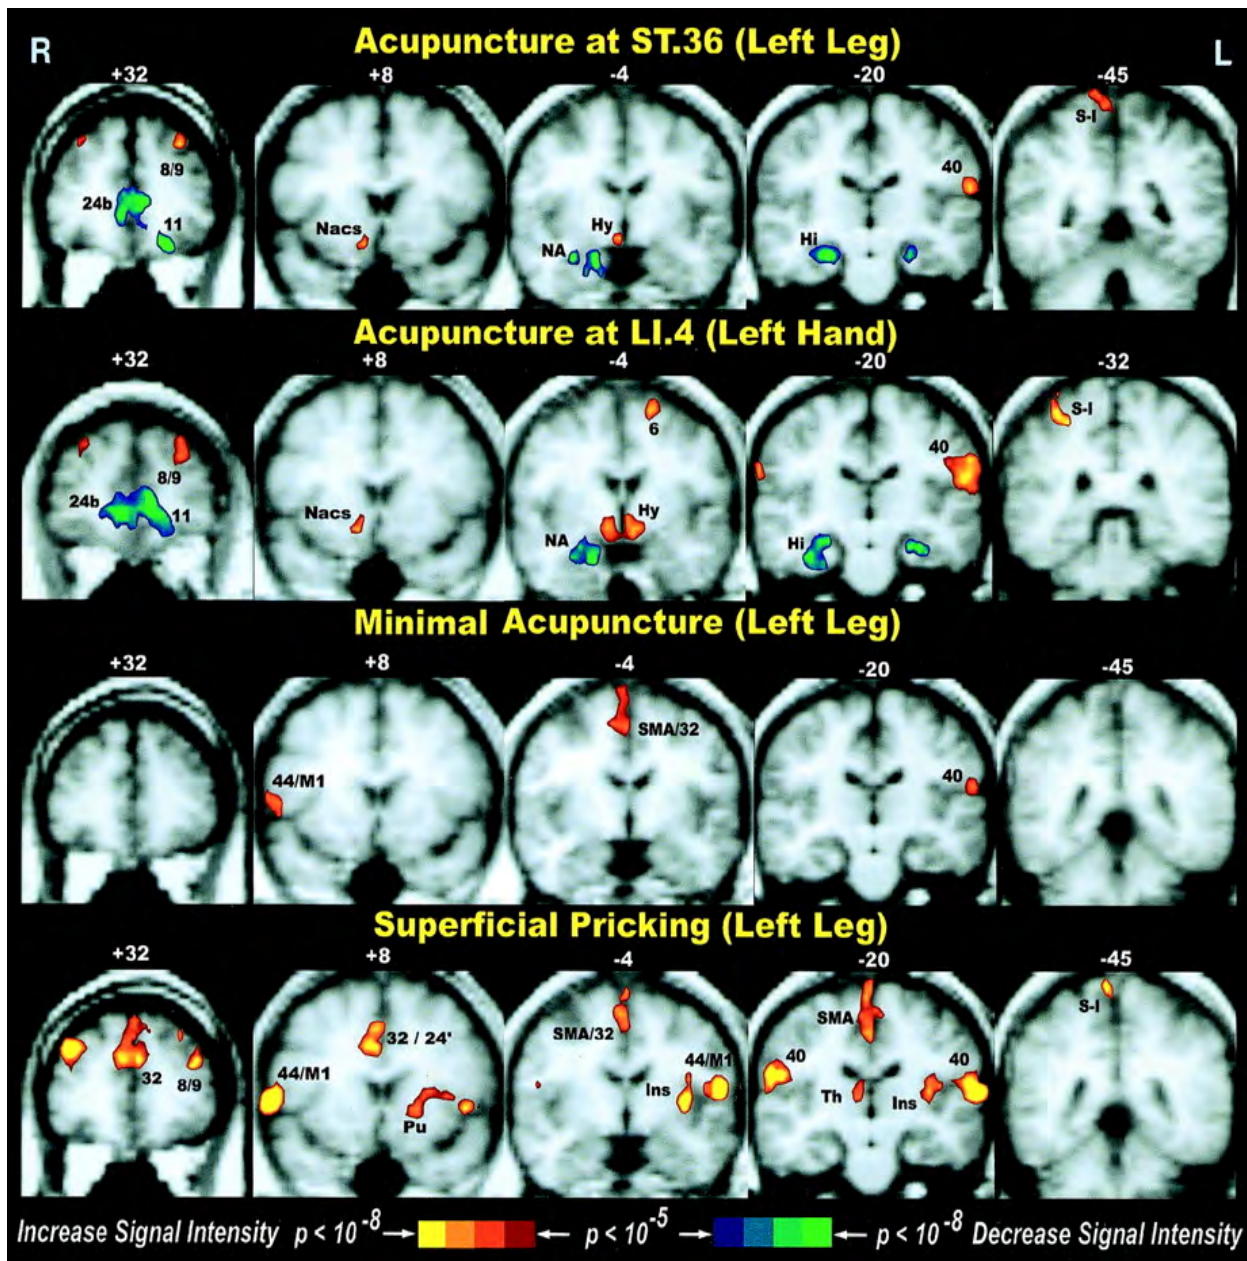 Acupuncture at ST.36 (Left Leg)
R L
+32 +8 -4 -20 -45
S-I
8/9 40
24b
11 Nacs Hy Hi
NA
Acupuncture at LI.4 (Left Hand)
+32 +8 -4 -20 -32
S-I
6
8/9 40
24b 11 Nacs Hy
NA Hi
Minimal Acupuncture (Left Leg)
+32 +8 -4 -20 -45
SMA/32
44/M1 40
Superficial Pricking (Left Leg)
+32 +8 -4 -20 -45
S-I
32 / 24' SMA/32 SMA
32 8/9 44/M1 44/M1 40 40
Pu Ins Th Ins
Increase Signal Intensity p < 10-8 p < 10-5 p < 10-8 Decrease Signal Intensity